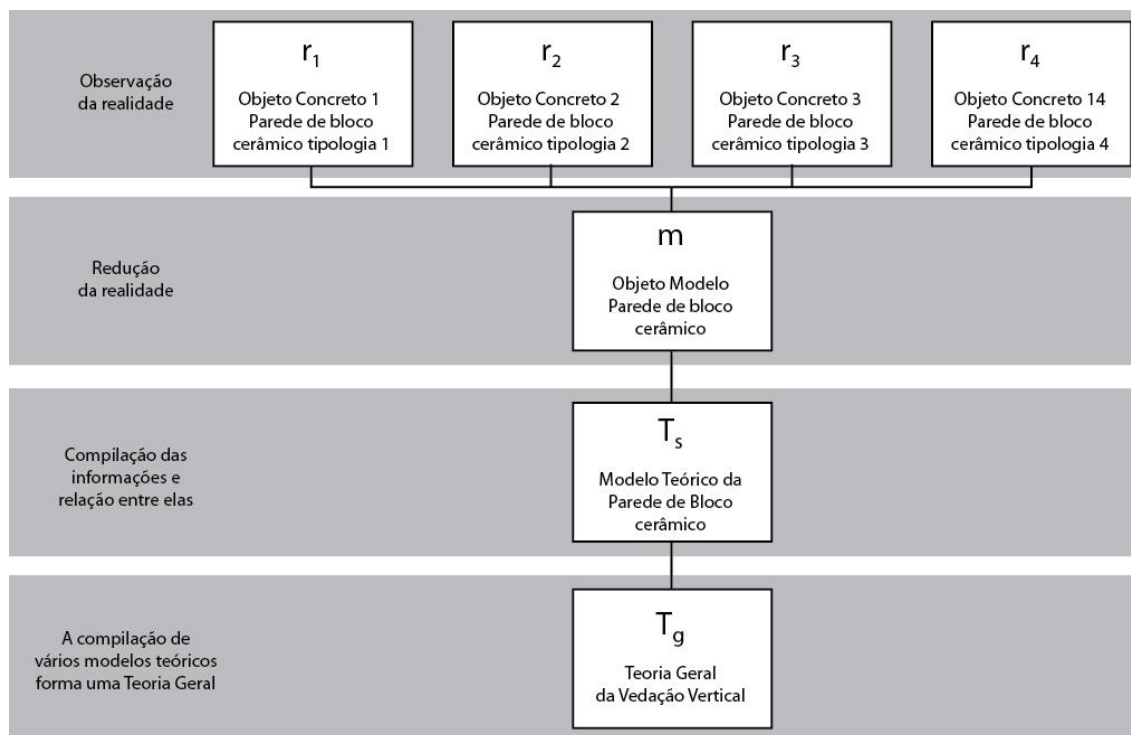 Observação
da realidade
r1
Objeto Concreto 1
Parede de bloco
cerâmico tipologia 1
r2
Objeto Concreto 2
Parede de bloco
cerâmico tipologia 2
r3
Objeto Concreto 3
Parede de bloco
cerâmico tipologia 3
r4
Objeto Concreto 14
Parede de bloco
cerâmico tipologia 4
Redução
da realidade
m
Objeto Modelo
Parede de bloco
cerâmico
Compilação das
informações e
relação entre elas
Ts
Modelo Teórico da
Parede de Bloco
cerâmico
A compilação de
vários modelos teóricos
forma uma Teoria Geral
Tg
Teoria Geral
da Vedação Vertical